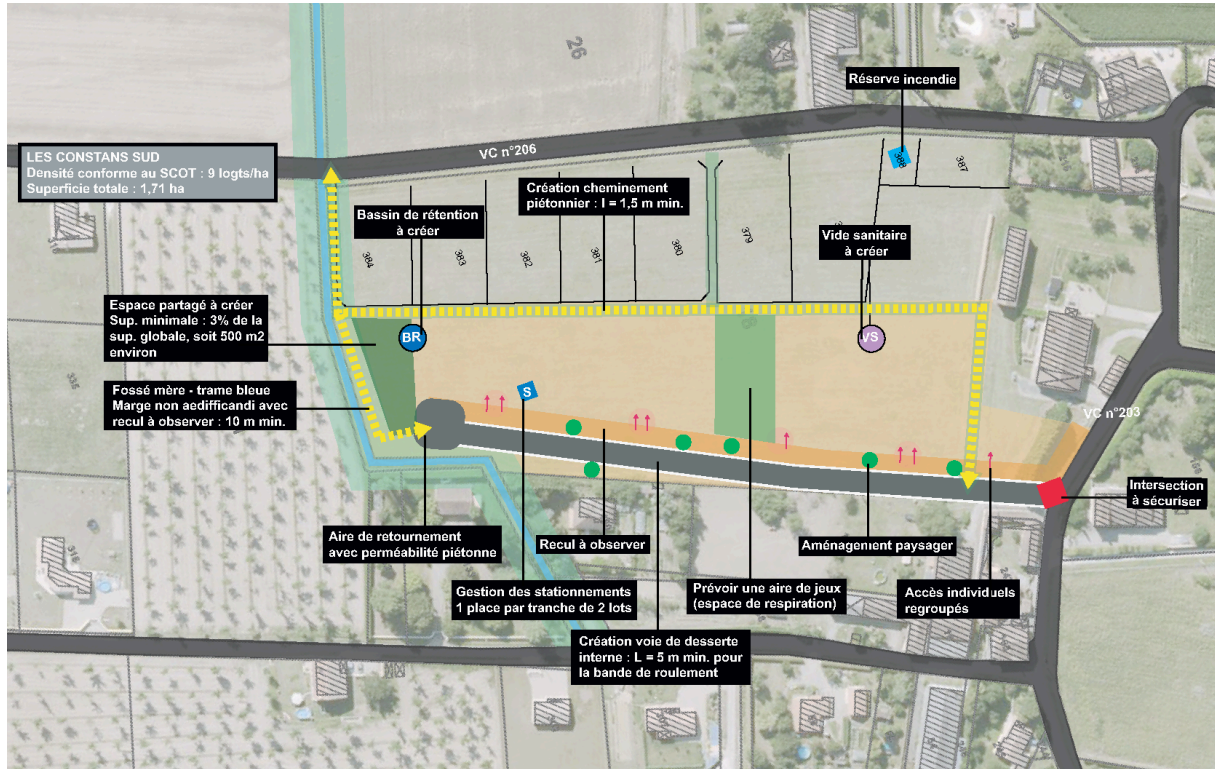 26
Réserve incendie
LES CONSTANS SUD
Densité conforme au SCOT : 9 logts/ha
Superficie totale : 1,71 ha
VC n°206
388
387
Création cheminement
piétonnier : l = 1,5 m min.
Bassin de rétention
à créer
Vide sanitaire
à créer
384
383
382
381
380
379
Espace partagé à créer
Sup. minimale : 3% de la
sup. globale, soit 500 m2
environ
BR
VS
Fossé mère - trame bleue
Marge non aedifficandi avec
recul à observer : 10 m min.
S
VC n°203
335
Intersection
à sécuriser
Aire de retournement
avec perméabilité piétonne
Recul à observer
Aménagement paysager
Gestion des stationnements
1 place par tranche de 2 lots
Prévoir une aire de jeux
(espace de respiration)
Accès individuels
regroupés
Création voie de desserte
interne : L = 5 m min. pour
la bande de roulement